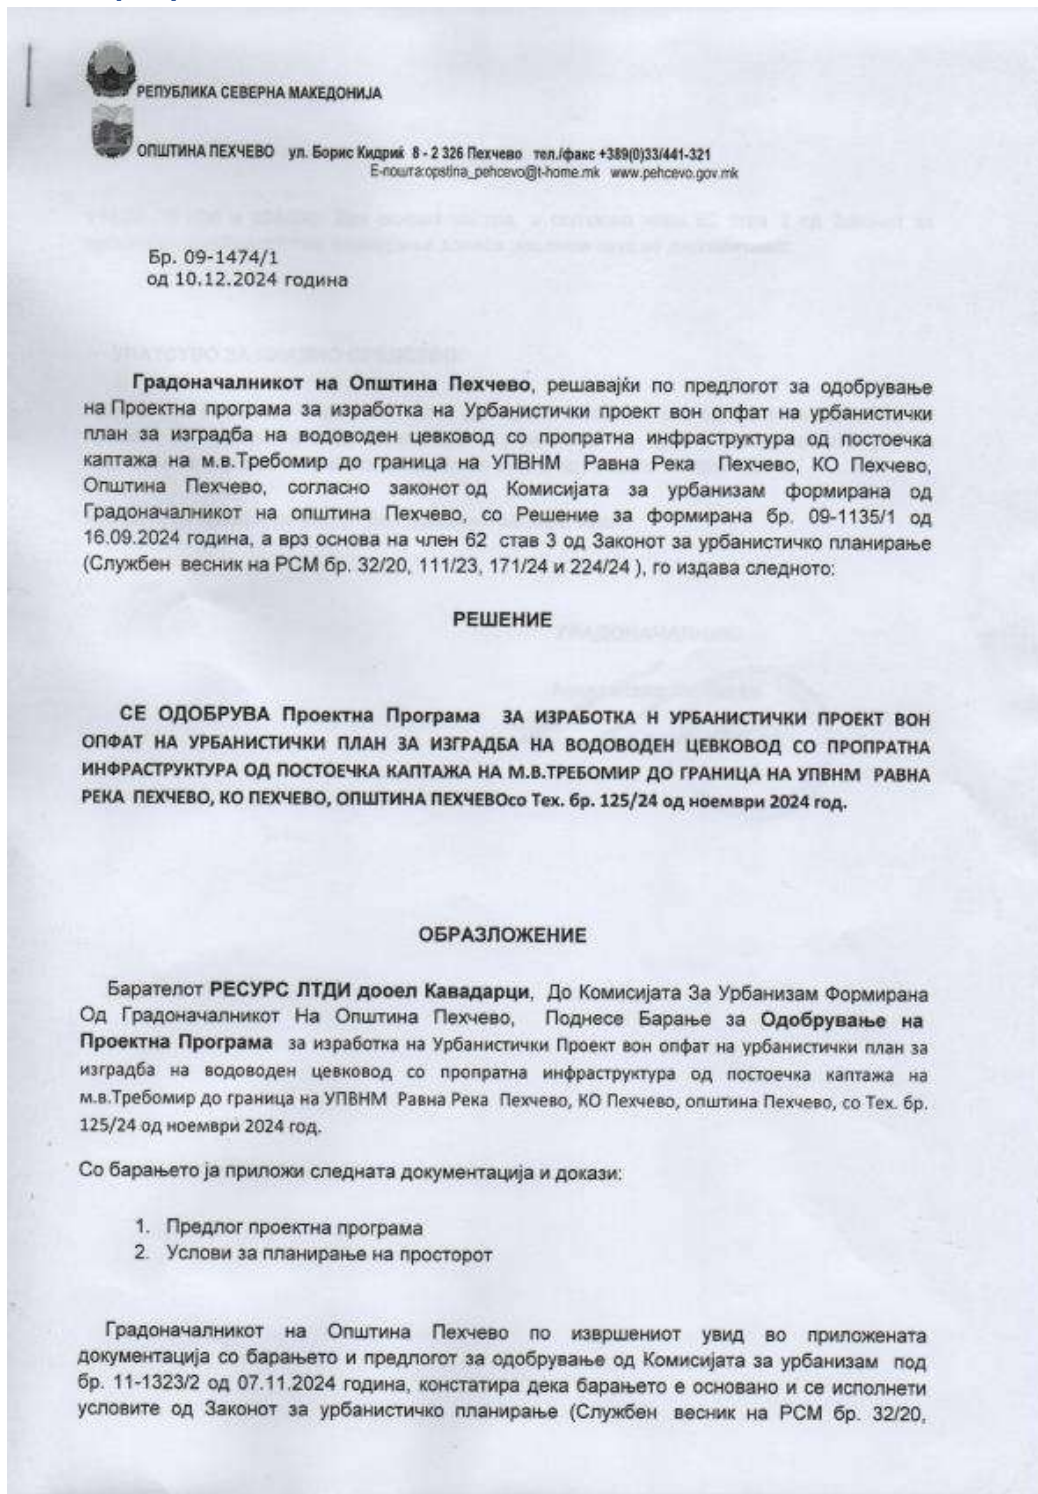 РЕПУБЛИКА СЕВЕРНА МАКЕДОНИЈА
ОПШТИНА ПЕХЧЕВО ул. Борис Кидриќ 8 - 2 326 Пехчево тел./факс +389(0)33/441-321
Е-пошта:opstina_pehcevo@t-home.mk www.pehcevo.gov.mk
Бр. 09-1474/1
од 10.12.2024 година
Градоначалникот на Општина Пехчево, решавајќи по предлогот за одобрување
на Проектна програма за изработка на Урбанистички проект вон опфат на урбанистички
план за изградба на водоводен цевковод со пропратна инфраструктура од постоечка
каптажа на м.в.Требомир до граница на УПВНМ Равна Река Пехчево, КО Пехчево,
Општина Пехчево, согласно законот од Комисијата за урбанизам формирана од
Градоначалникот на општина Пехчево, со Решение за формирана бр. 09-1135/1 од
16.09.2024 година, а врз основа на член 62 став 3 од Законот за урбанистичко планирање
(Службен весник на РСМ бр. 32/20, 111/23, 171/24 и 224/24 ), го издава следното:
РЕШЕНИЕ
СЕ ОДОБРУВА Проектна Програма ЗА ИЗРАБОТКА Н УРБАНИСТИЧКИ ПРОЕКТ ВОН
ОПФАТ НА УРБАНИСТИЧКИ ПЛАН ЗА ИЗГРАДБА НА ВОДОВОДЕН ЦЕВКОВОД СО ПРОПРАТНА
ИНФРАСТРУКТУРА ОД ПОСТОЕЧКА КАПТАЖА НА М.В.ТРЕБОМИР ДО ГРАНИЦА НА УПВНМ РАВНА
РЕКА ПЕХЧЕВО, КО ПЕХЧЕВО, ОПШТИНА ПЕХЧЕВОсо Тех. бр. 125/24 од ноември 2024 год.
ОБРАЗЛОЖЕНИЕ
Барателот РЕСУРС ЛТДИ дооел Кавадарци, До Комисијата За Урбанизам Формирана
Од Градоначалникот На Општина Пехчево, Поднесе Барање за Одобрување на
Проектна Програма за изработка на Урбанистички Проект вон опфат на урбанистички план за
изградба на водоводен цевковод со пропратна инфраструктура од постоечка каптажа на
м.в.Требомир до граница на УПВНМ Равна Река Пехчево, КО Пехчево, општина Пехчево, со Тех. бр.
125/24 од ноември 2024 год.
Со барањето ја приложи следната документација и докази:
1. Предлог проектна програма
2. Услови за планирање на просторот
Градоначалникот на Општина Пехчево по извршениот увид во приложената
документација со барањето и предлогот за одобрување од Комисијата за урбанизам под
бр. 11-1323/2 од 07.11.2024 година, констатира дека барањето е основано и се исполнети
условите од Законот за урбанистичко планирање (Службен весник на РСМ бр. 32/20,